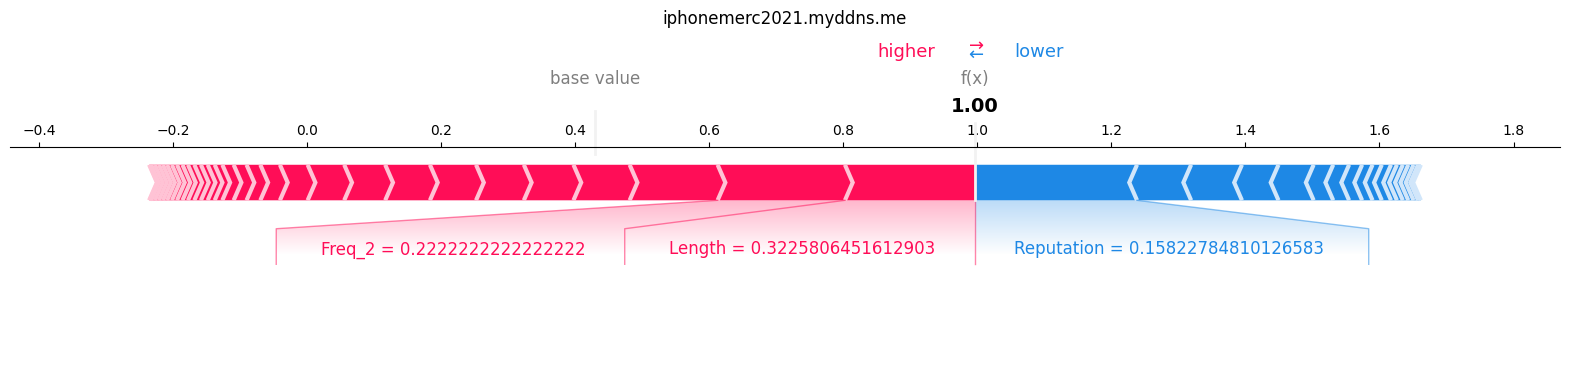 iphonemerc2021.myddns.me
higher ⇄ lower
base value f(x)
1.00
−0.4 −0.2 0.0 0.2 0.4 0.6 0.8 1.0 1.2 1.4 1.6 1.8
Freq_2 = 0.2222222222222222 Length = 0.3225806451612903 Reputation = 0.15822784810126583